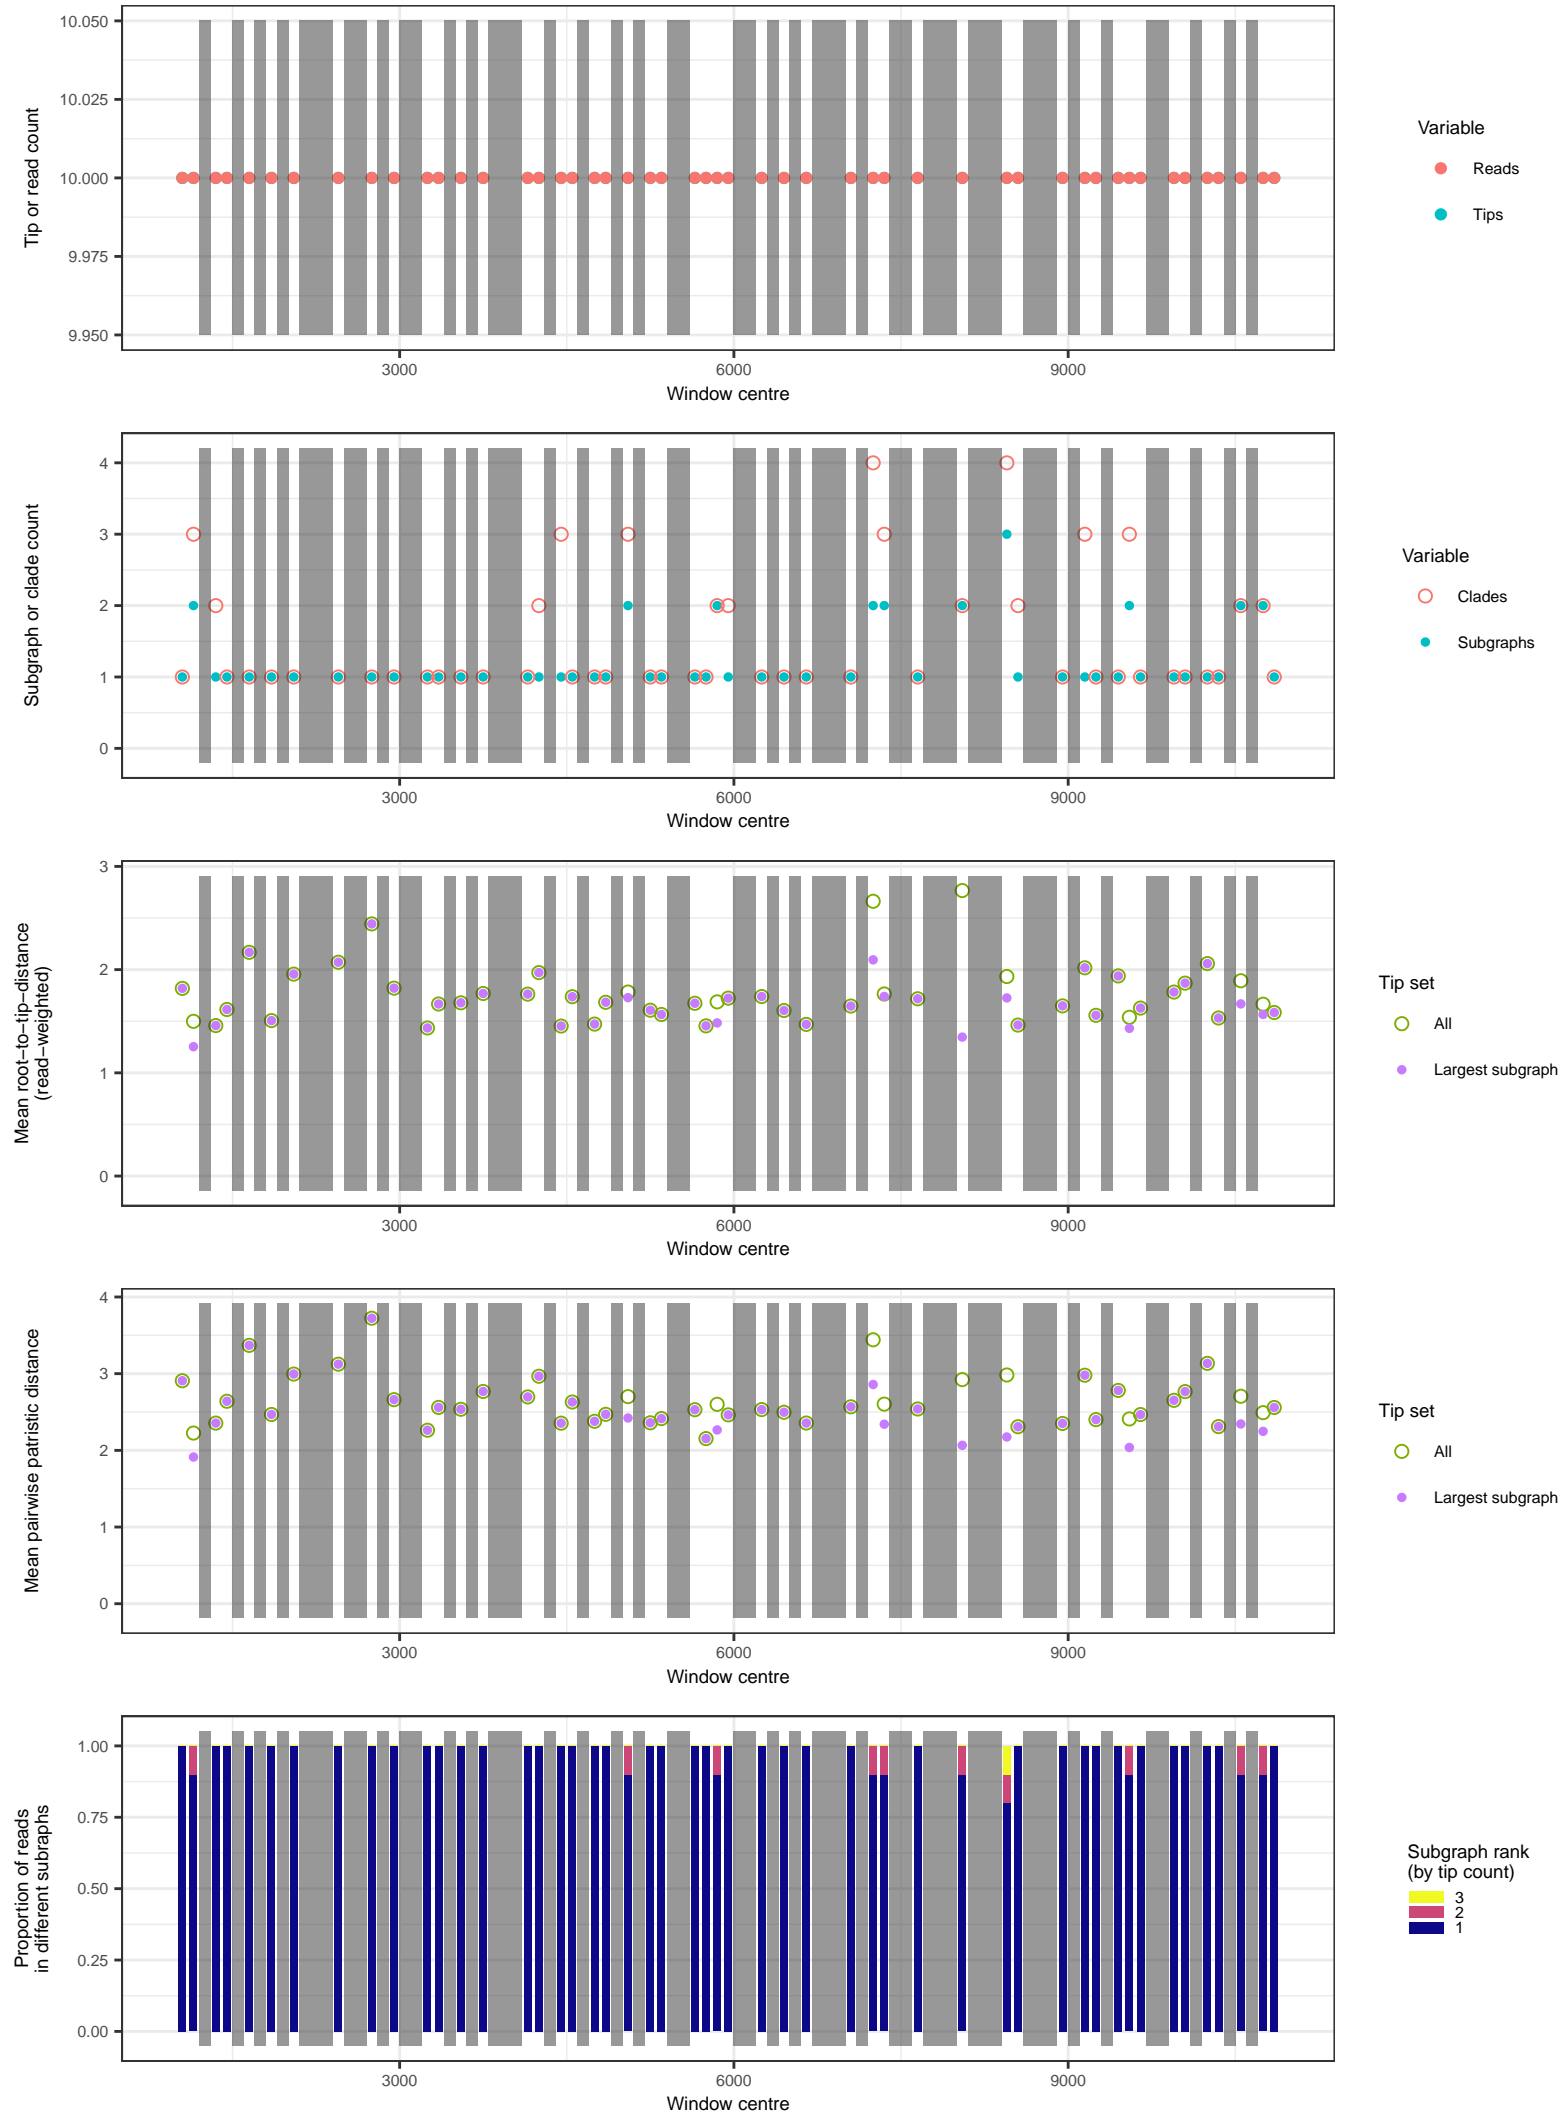 10.050
10.025
10.000
9.975
9.950
Tip or read count
3000
6000
9000
Window centre
Variable
Reads
Tips
4
3
2
1
0
Subgraph or clade count
3000
6000
9000
Window centre
Variable
Clades
Subgraphs
3
2
1
0
Mean root−to−tip−distance
(read−weighted)
3000
6000
9000
Window centre
Tip set
All
Largest subgraph
4
3
2
1
0
Mean pairwise patristic distance
3000
6000
9000
Window centre
Tip set
All
Largest subgraph
1.00
0.75
0.50
0.25
0.00
Proportion of reads
in different subraphs
3000
6000
9000
Window centre
Subgraph rank
(by tip count)
3
2
1